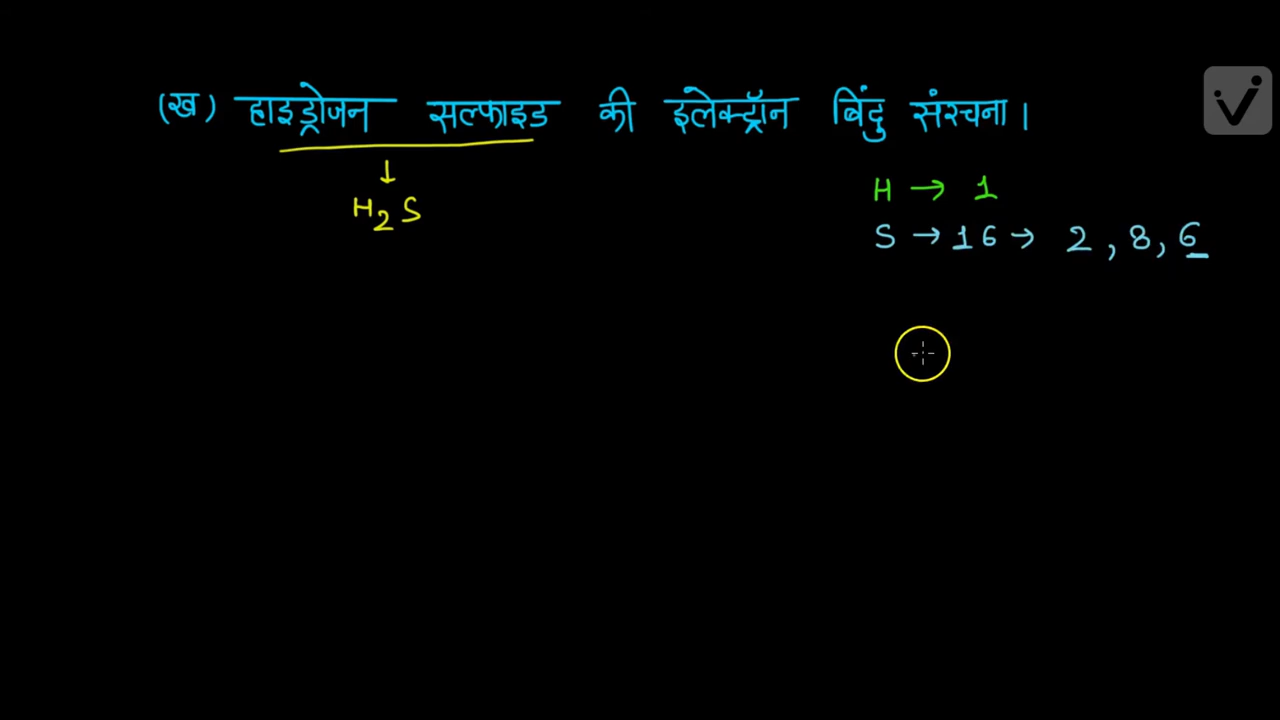 (ख) हाइड्रोजन सल्फाइड की इलेक्ट्रॉन बिंदु संरचना।
↓
H₂S
H → 1
S → 16 → 2, 8, 6